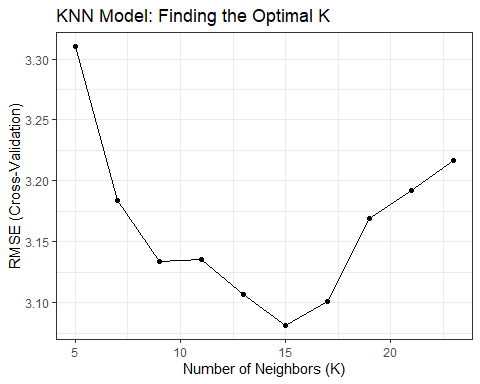 KNN Model: Finding the Optimal K
3.30
3.25
3.20
3.15
3.10
RMSE (Cross-Validation)
5 10 15 20
Number of Neighbors (K)